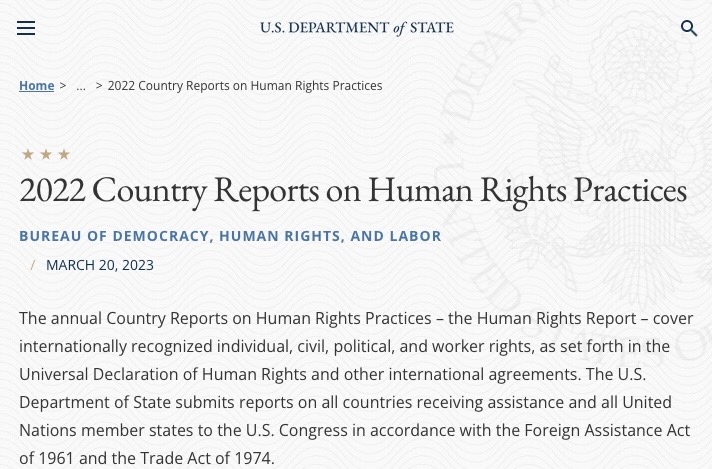 U.S. DEPARTMENT of STATE
Home > ... > 2022 Country Reports on Human Rights Practices
2022 Country Reports on Human Rights Practices
BUREAU OF DEMOCRACY, HUMAN RIGHTS, AND LABOR
/ MARCH 20, 2023
The annual Country Reports on Human Rights Practices – the Human Rights Report – cover
internationally recognized individual, civil, political, and worker rights, as set forth in the
Universal Declaration of Human Rights and other international agreements. The U.S.
Department of State submits reports on all countries receiving assistance and all United
Nations member states to the U.S. Congress in accordance with the Foreign Assistance Act
of 1961 and the Trade Act of 1974.